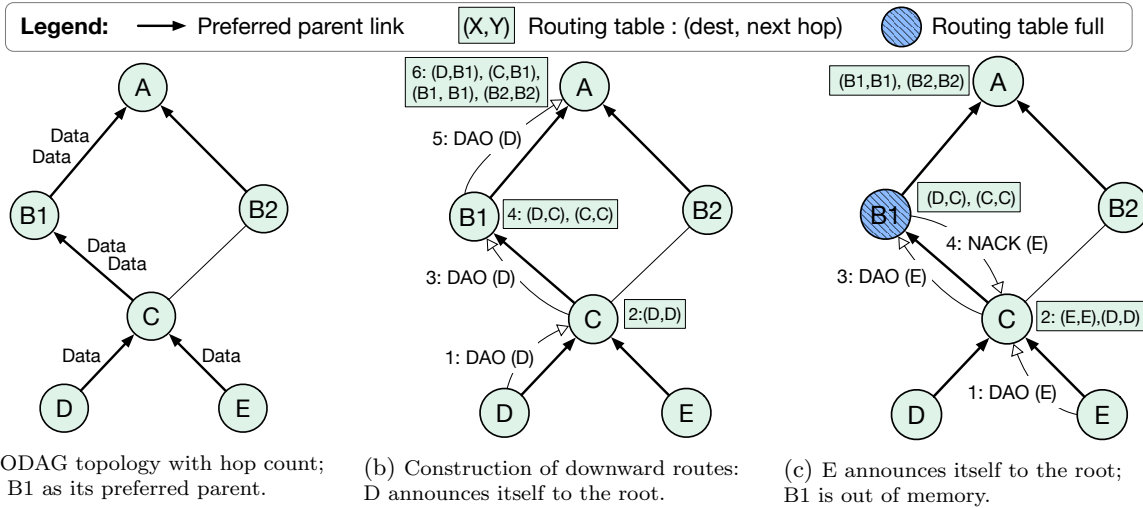 Legend: Preferred parent link (X,Y) Routing table : (dest, next hop) Routing table full
A
Data
Data
B1
B2
Data
Data
C
Data
Data
D
E
ODAG topology with hop count;
B1 as its preferred parent.
6: (D,B1), (C,B1),
(B1, B1), (B2,B2)
A
5: DAO (D)
B1
4: (D,C), (C,C)
B2
3: DAO (D)
C
2:(D,D)
1: DAO (D)
D
E
(b) Construction of downward routes:
D announces itself to the root.
(B1,B1), (B2,B2)
A
B1
(D,C), (C,C)
B2
4: NACK (E)
3: DAO (E)
C
2: (E,E),(D,D)
1: DAO (E)
D
E
(c) E announces itself to the root;
B1 is out of memory.